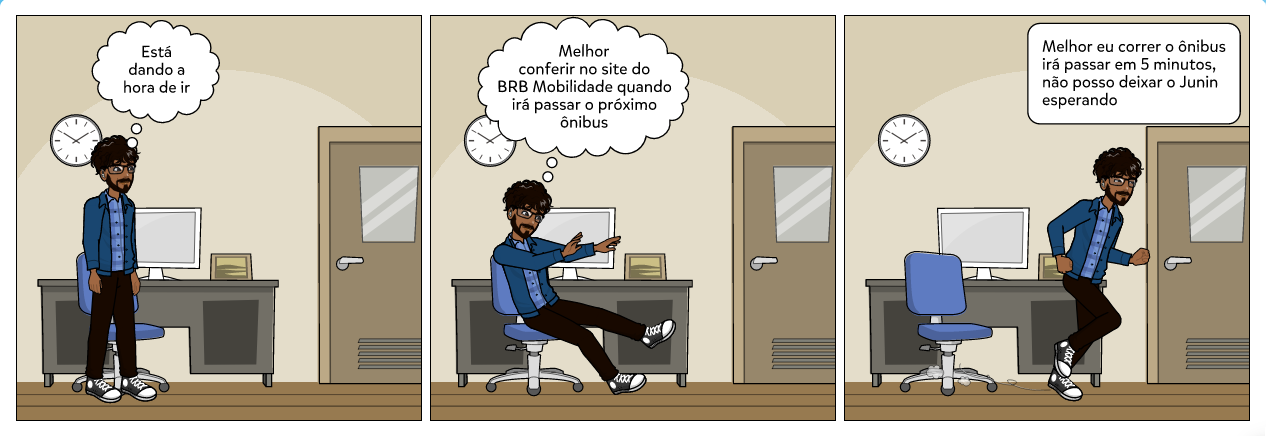 Está
dando a
hora de ir
Melhor
conferir no site do
BRB Mobilidade quando
irá passar o próximo
ônibus
Melhor eu correr o ônibus
irá passar em 5 minutos,
não posso deixar o Junin
esperando